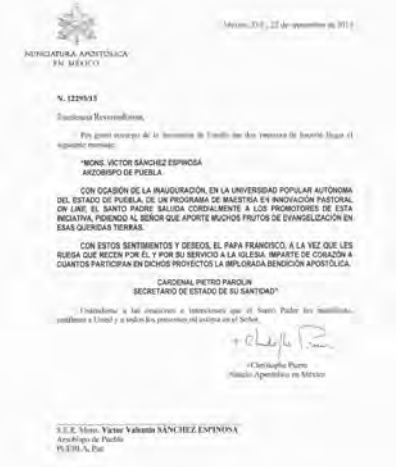 NUNCIATURA APOSTÓLICA
EN MÉXICO
México, D.F., 22 de septiembre de
N. 12295/15
Excelencia Reverendísima,
Por grato encargo de la Secretaría de Estado me doy hacerle llegar el
siguiente mensaje:
"MONS. VÍCTOR SÁNCHEZ ESPINOSA
ARZOBISPO DE PUEBLA
CON OCASIÓN DE LA INAUGURACIÓN, EN LA UNIVERSIDAD POPULAR AUTÓNOMA
DEL ESTADO DE PUEBLA, DE UN PROGRAMA DE MAESTRÍA EN INNOVACIÓN PASTORAL
ON LINE, EL SANTO PADRE SALUDA CORDIALMENTE A LOS PROMOTORES DE ESTA
INICIATIVA, PIDIENDO AL SEÑOR QUE APORTE MUCHOS FRUTOS DE EVANGELIZACIÓN EN
ESAS QUERIDAS TIERRAS.
CON ESTOS SENTIMIENTOS Y DESEOS, EL PAPA FRANCISCO, A LA VEZ QUE LES
RUEGA QUE RECEN POR ÉL Y POR SU SERVICIO A LA IGLESIA, IMPARTE DE CORAZÓN A
CUANTOS PARTICIPAN EN DICHOS PROYECTOS LA IMPLORADA BENDICIÓN APOSTÓLICA.
CARDENAL PIETRO PAROLIN
SECRETARIO DE ESTADO DE SU SANTIDAD"
Uniéndome a las oraciones e intenciones que el Santo Padre les manifiesta,
a Usted y a todos los presentes, mi estima en el Señor.
+Christophe Pierre
Nuncio Apostólico en México
S.E.R. Mons. Víctor Valentín SÁNCHEZ ESPINOSA
Arzobispo de Puebla
PUEBLA, Pue